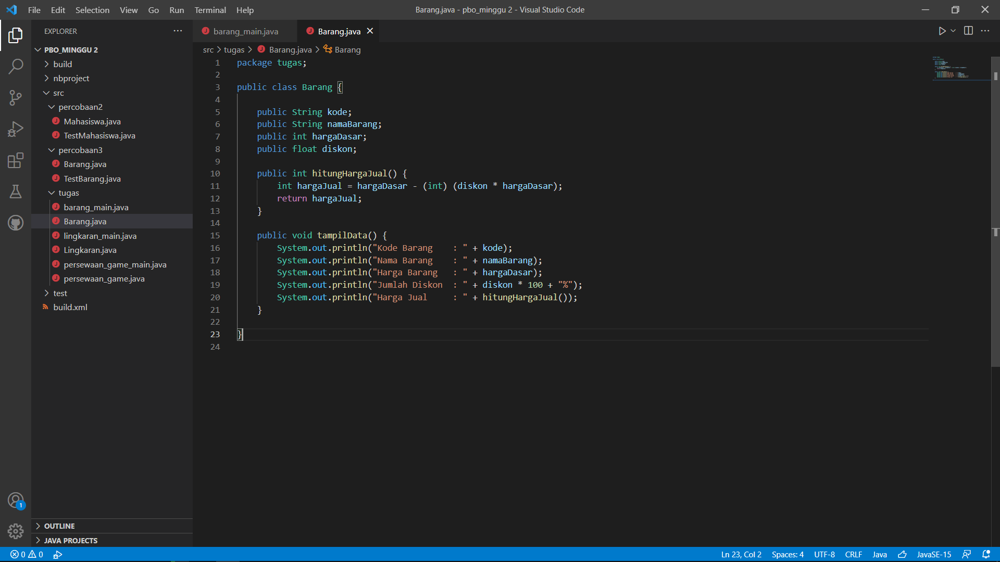 File Edit Selection View Go Run Terminal Help
Barang.java - pbo_minggu 2 - Visual Studio Code
EXPLORER
PBO_MINGGU 2
build
nbproject
src
percobaan2
Mahasiswa.java
TestMahasiswa.java
percobaan3
Barang.java
TestBarang.java
tugas
barang_main.java
Barang.java
lingkaran_main.java
Lingkaran.java
persewaan_game_main.java
persewaan_game.java
test
build.xml
OUTLINE
JAVA PROJECTS
barang_main.java
Barang.java
src > tugas > Barang.java > Barang
1 package tugas;
2
3 public class Barang {
4
5     public String kode;
6     public String namaBarang;
7     public int hargaDasar;
8     public float diskon;
9
10     public int hitungHargaJual() {
11         int hargaJual = hargaDasar - (int) (diskon * hargaDasar);
12         return hargaJual;
13     }
14
15     public void tampilData() {
16         System.out.println("Kode Barang    : " + kode);
17         System.out.println("Nama Barang    : " + namaBarang);
18         System.out.println("Harga Barang   : " + hargaDasar);
19         System.out.println("Jumlah Diskon  : " + diskon * 100 + "%");
20         System.out.println("Harga Jual     : " + hitungHargaJual());
21     }
22
23 }
24
1
0 0
Ln 23, Col 2 Spaces: 4 UTF-8 CRLF Java JavaSE-15